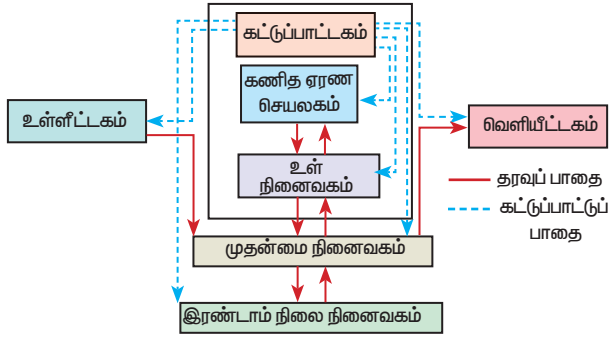 கட்டுப்பாட்டகம்
கணித ஏரண
செயலகம்
உள்ளீட்டகம்
வெளியீட்டகம்
உள்
நினைவகம்
தரவுப் பாதை
கட்டுப்பாட்டுப்
பாதை
முதன்மை நினைவகம்
இரண்டாம் நிலை நினைவகம்